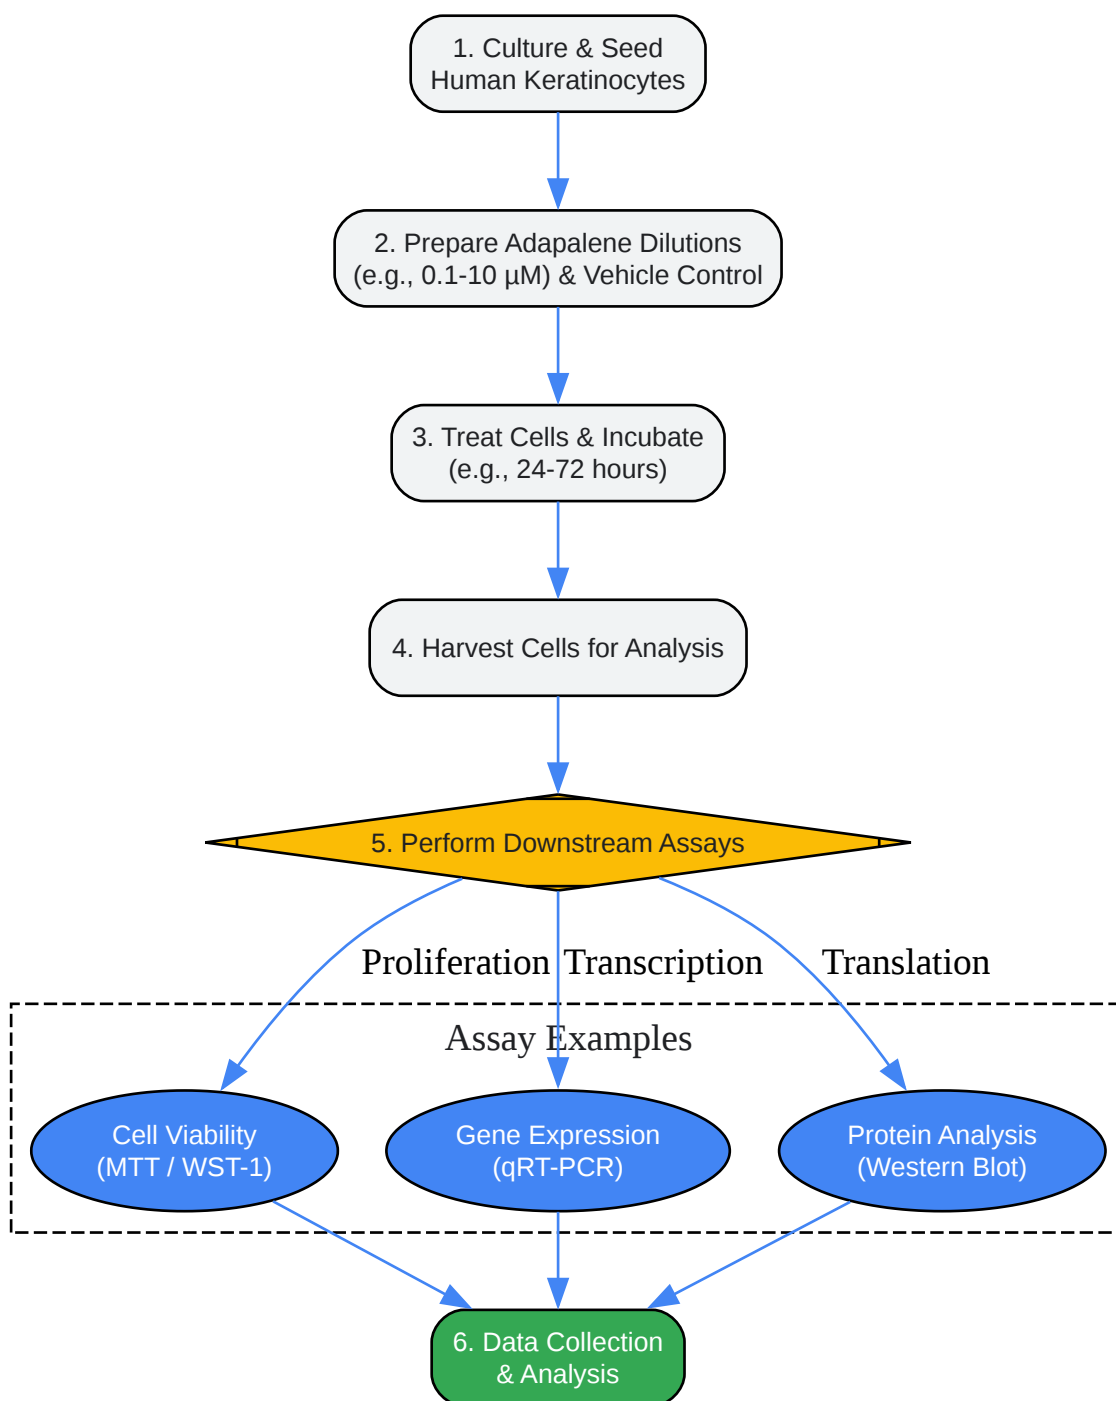 1. Culture & Seed
Human Keratinocytes
2. Prepare Adapalene Dilutions
(e.g., 0.1-10 µM) & Vehicle Control
3. Treat Cells & Incubate
(e.g., 24-72 hours)
4. Harvest Cells for Analysis
5. Perform Downstream Assays
Proliferation
Transcription
Translation
Assay Examples
Cell Viability
(MTT / WST-1)
Gene Expression
(qRT-PCR)
Protein Analysis
(Western Blot)
6. Data Collection
& Analysis